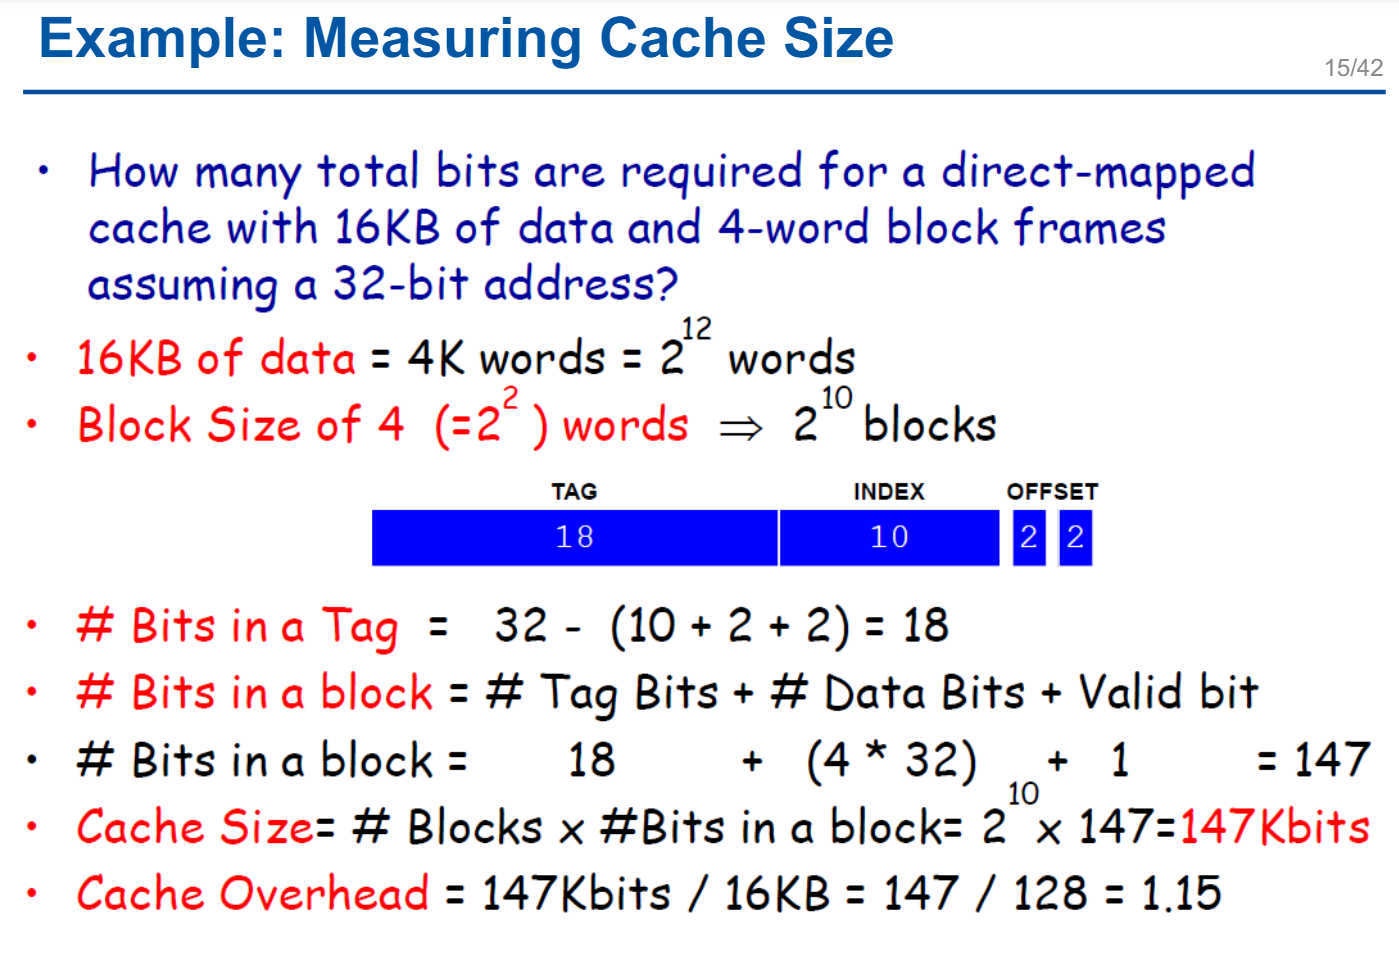 Example: Measuring Cache Size
15/42
• How many total bits are required for a direct-mapped
cache with 16KB of data and 4-word block frames
assuming a 32-bit address?
• 16KB of data = 4K words = 2^12 words
• Block Size of 4 (=2^2) words ⇒ 2^10 blocks
TAG INDEX OFFSET
18 10 2 2
• # Bits in a Tag = 32 - (10 + 2 + 2) = 18
• # Bits in a block = # Tag Bits + # Data Bits + Valid bit
• # Bits in a block = 18 + (4 * 32) + 1 = 147
• Cache Size= # Blocks x #Bits in a block= 2^10 x 147=147Kbits
• Cache Overhead = 147Kbits / 16KB = 147 / 128 = 1.15